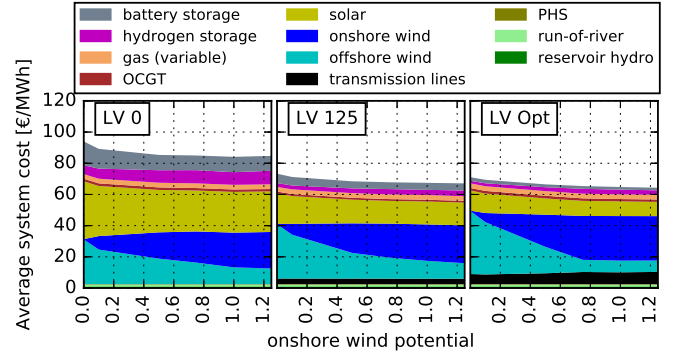 battery storage
hydrogen storage
gas (variable)
OCGT
solar
onshore wind
offshore wind
transmission lines
PHS
run-of-river
reservoir hydro
Average system cost [€/MWh]
120
100
80
60
40
20
0
LV 0
LV 125
LV Opt
0.0 0.2 0.4 0.6 0.8 1.0 1.2
0.2 0.4 0.6 0.8 1.0 1.2
0.2 0.4 0.6 0.8 1.0 1.2
onshore wind potential